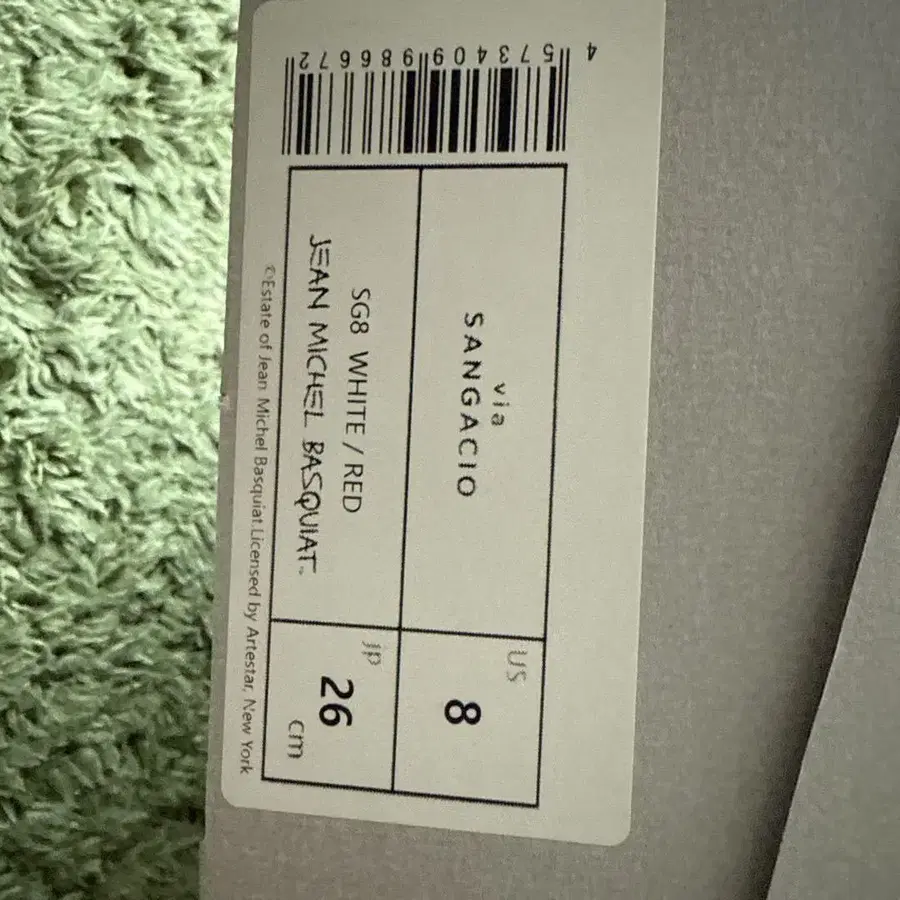 4 573409 986672
via
SANGACIO
US
8
SG8 WHITE / RED
JEAN MICHEL BASQUIAT
JP
26
cm
©Estate of Jean Michel Basquiat.Licensed by Artestar, New York